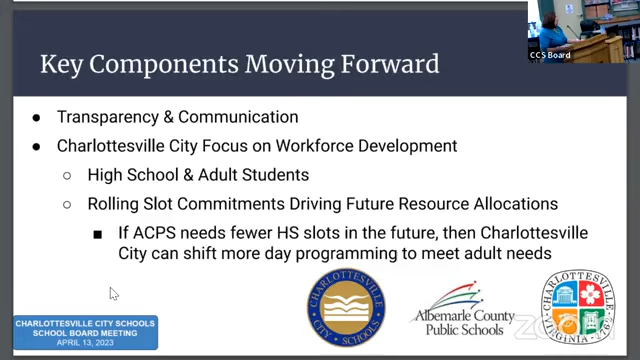 CCS Board
Key Components Moving Forward
● Transparency & Communication
● Charlottesville City Focus on Workforce Development
○ High School & Adult Students
○ Rolling Slot Commitments Driving Future Resource Allocations
■ If ACPS needs fewer HS slots in the future, then Charlottesville
City can shift more day programming to meet adult needs
CHARLOTTESVILLE CITY SCHOOLS
SCHOOL BOARD MEETING
APRIL 13, 2023
CHARLOTTESVILLE
CITY SCHOOLS
Albemarle County
Public Schools
CHARLOTTESVILLE
VIRGINIA 1762
zoom